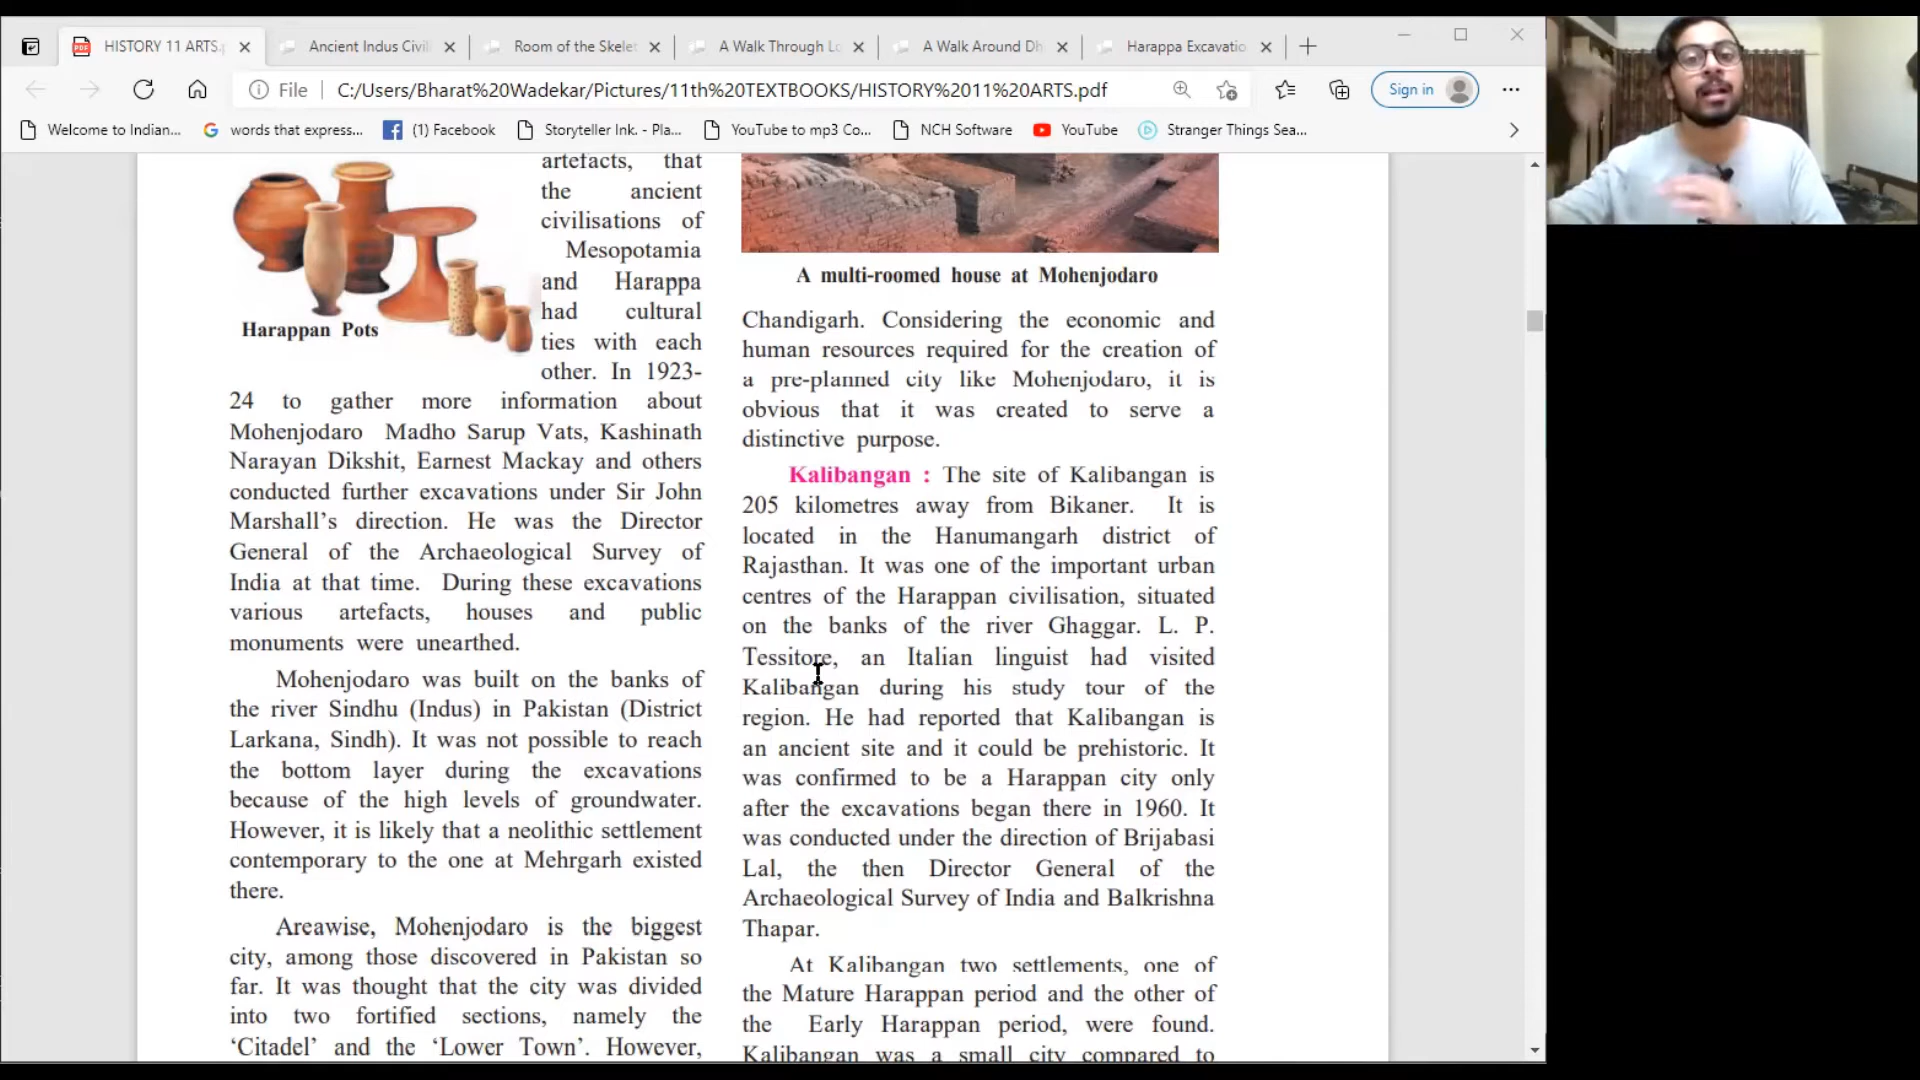 HISTORY 11 ARTS.p
Ancient Indus Civil
Room of the Skelet
A Walk Through Lo
A Walk Around Dh
Harappa Excavatio
File
C:/Users/Bharat%20Wadekar/Pictures/11th%20TEXTBOOKS/HISTORY%2011%20ARTS.pdf
Sign in
Welcome to Indian...
words that express...
(1) Facebook
Storyteller Ink. - Pla...
YouTube to mp3 Co...
NCH Software
YouTube
Stranger Things Sea...
Harappan Pots
artefacts, that
the ancient
civilisations of
Mesopotamia
and Harappa
had cultural
ties with each
other. In 1923-
24 to gather more information about
Mohenjodaro Madho Sarup Vats, Kashinath
Narayan Dikshit, Earnest Mackay and others
conducted further excavations under Sir John
Marshall's direction. He was the Director
General of the Archaeological Survey of
India at that time. During these excavations
various artefacts, houses and public
monuments were unearthed.
Mohenjodaro was built on the banks of
the river Sindhu (Indus) in Pakistan (District
Larkana, Sindh). It was not possible to reach
the bottom layer during the excavations
because of the high levels of groundwater.
However, it is likely that a neolithic settlement
contemporary to the one at Mehrgarh existed
there.
Areawise, Mohenjodaro is the biggest
city, among those discovered in Pakistan so
far. It was thought that the city was divided
into two fortified sections, namely the
‘Citadel’ and the ‘Lower Town’. However,
A multi-roomed house at Mohenjodaro
Chandigarh. Considering the economic and
human resources required for the creation of
a pre-planned city like Mohenjodaro, it is
obvious that it was created to serve a
distinctive purpose.
Kalibangan : The site of Kalibangan is
205 kilometres away from Bikaner. It is
located in the Hanumangarh district of
Rajasthan. It was one of the important urban
centres of the Harappan civilisation, situated
on the banks of the river Ghaggar. L. P.
Tessitore, an Italian linguist had visited
Kalibangan during his study tour of the
region. He had reported that Kalibangan is
an ancient site and it could be prehistoric. It
was confirmed to be a Harappan city only
after the excavations began there in 1960. It
was conducted under the direction of Brijabasi
Lal, the then Director General of the
Archaeological Survey of India and Balkrishna
Thapar.
At Kalibangan two settlements, one of
the Mature Harappan period and the other of
the Early Harappan period, were found.
Kalibangan was a small city compared to